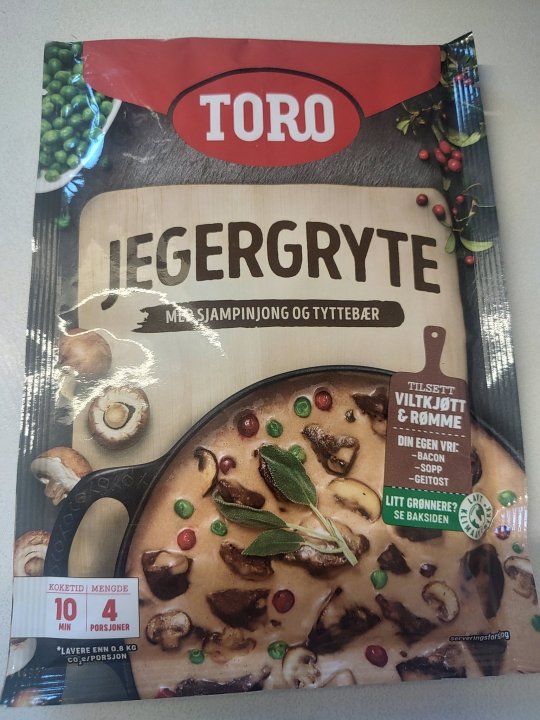 TORO
JEGERGRYTE
MED SJAMPINJONG OG TYTTEBÆR
TILSETT
VILTKJØTT
& RØMME
DIN EGEN VRI:
-BACON
-SOPP
-GEITOST
LITT GRØNNERE?
SE BAKSIDEN
KOKETID
10
MIN
MENGDE
4
PORSJONER
*LAVERE ENN 0.8 KG
CO₂e/PORSJON
Serveringsforslag